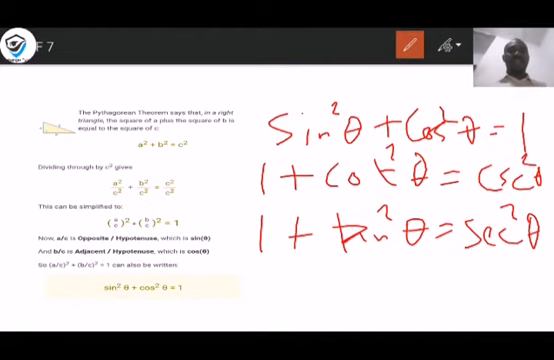 F 7
The Pythagorean Theorem says that, in a right
triangle, the square of a plus the square of b is
equal to the square of c:
a² + b² = c²
Dividing through by c² gives
a²/c² + b²/c² = c²/c²
This can be simplified to:
(a/c)² + (b/c)² = 1
Now, a/c is Opposite / Hypotenuse, which is sin(θ)
And b/c is Adjacent / Hypotenuse, which is cos(θ)
So (a/c)² + (b/c)² = 1 can also be written:
sin² θ + cos² θ = 1
Sin²θ + Cos²θ = 1
1 + Cot²θ = Csc²θ
1 + tan²θ = Sec²θ